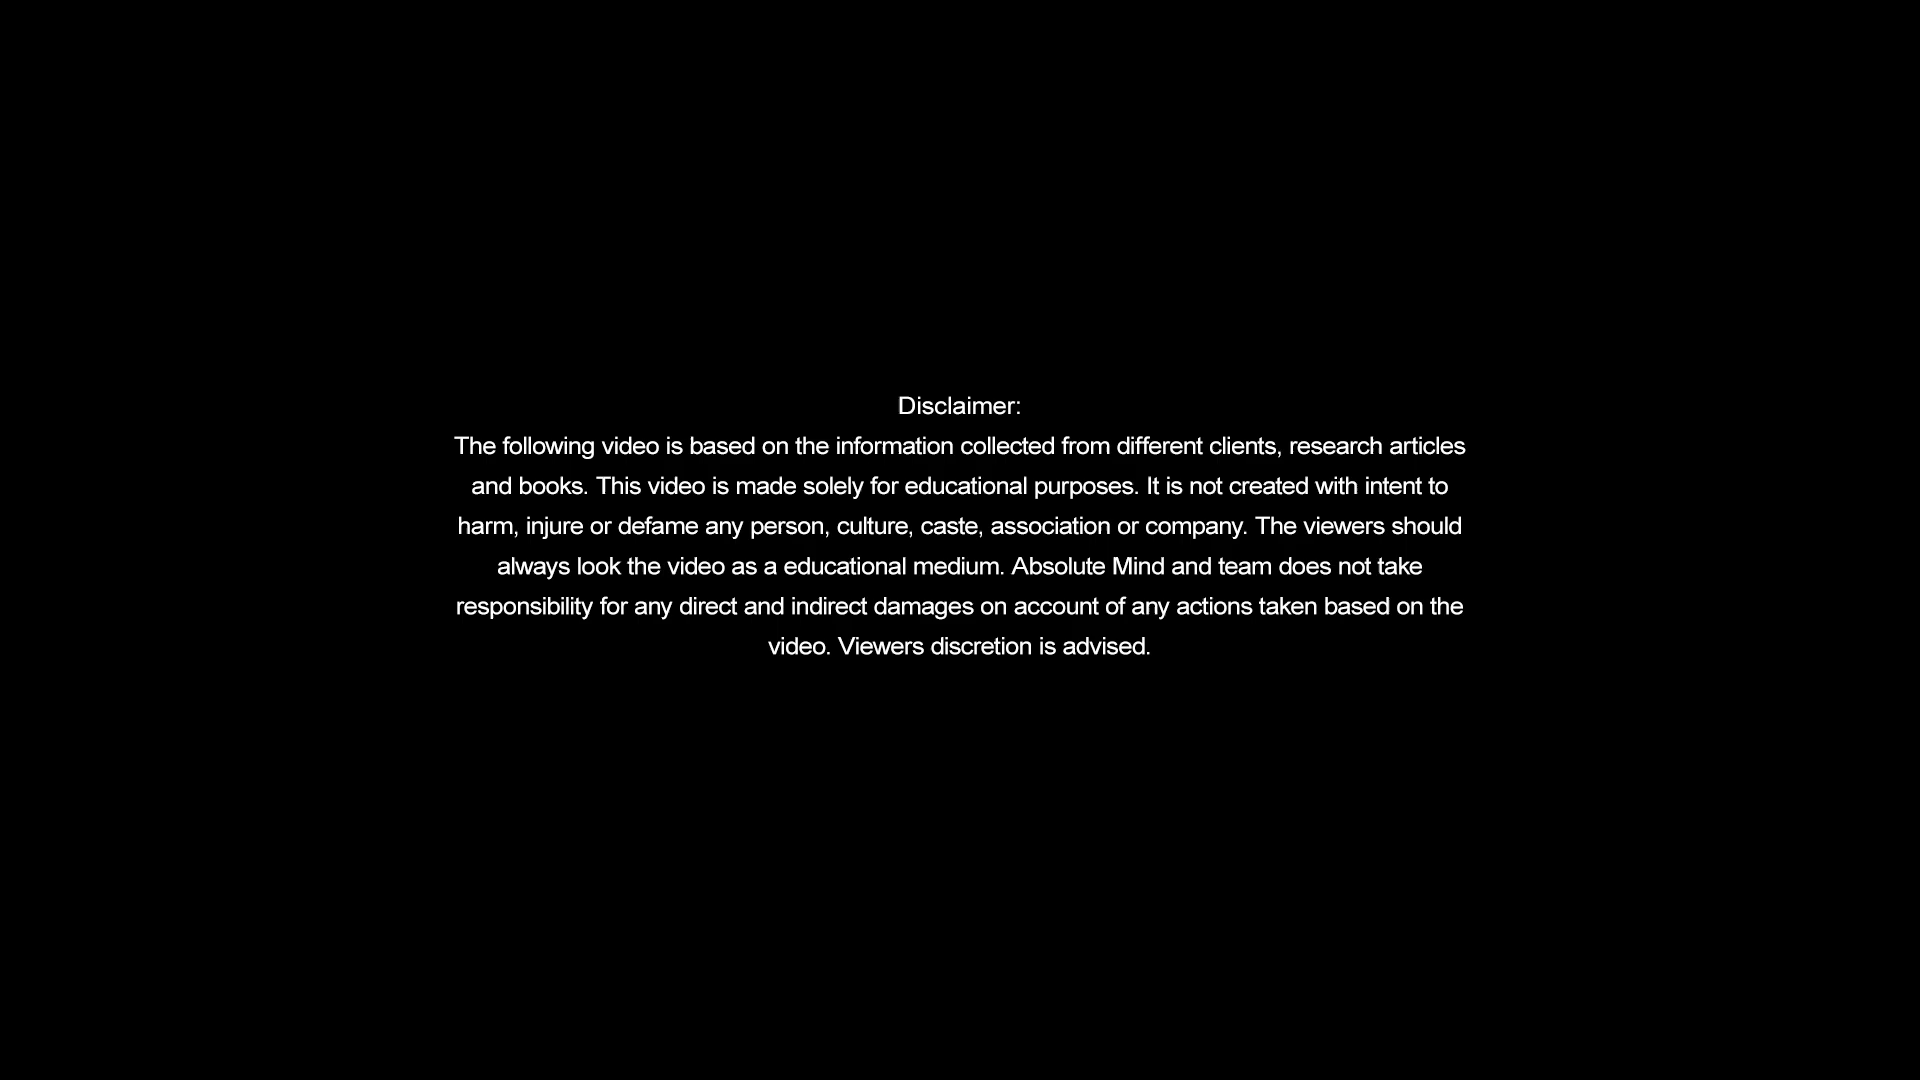 Disclaimer:
The following video is based on the information collected from different clients, research articles
and books. This video is made solely for educational purposes. It is not created with intent to
harm, injure or defame any person, culture, caste, association or company. The viewers should
always look the video as a educational medium. Absolute Mind and team does not take
responsibility for any direct and indirect damages on account of any actions taken based on the
video. Viewers discretion is advised.